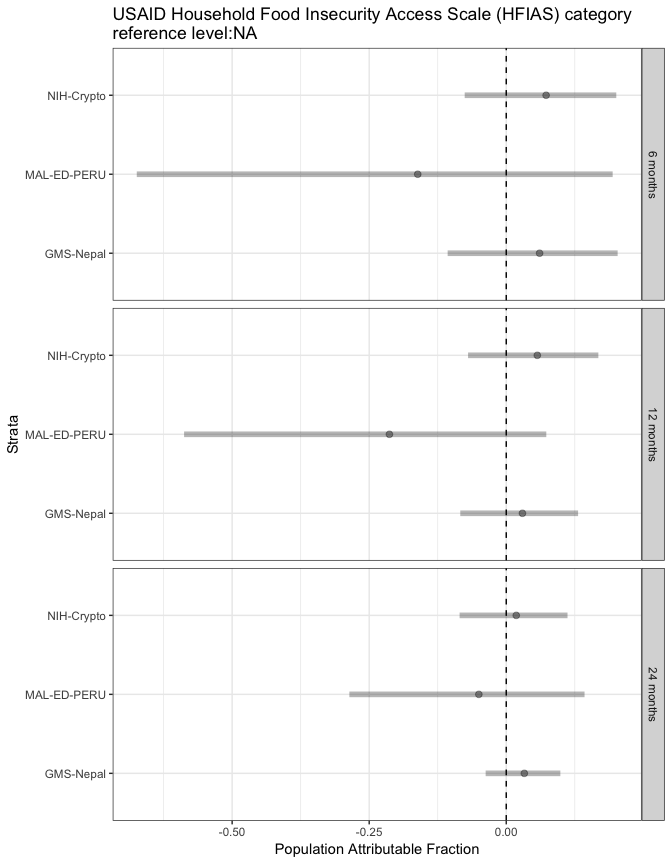 USAID Household Food Insecurity Access Scale (HFIAS) category
reference level:NA
NIH-Crypto
MAL-ED-PERU
GMS-Nepal
6 months
NIH-Crypto
MAL-ED-PERU
GMS-Nepal
12 months
Strata
NIH-Crypto
MAL-ED-PERU
GMS-Nepal
24 months
-0.50
-0.25
0.00
Population Attributable Fraction